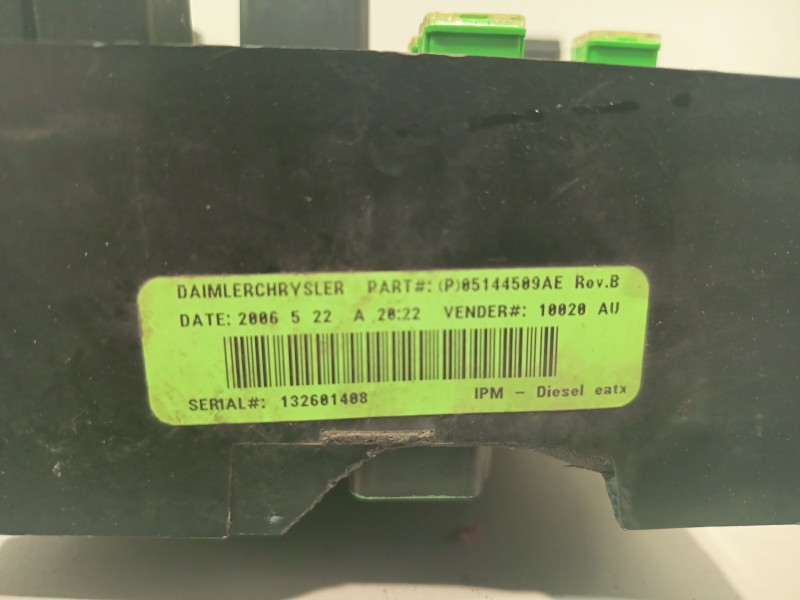 DAIMLERCHRYSLER PART#: (P)05144509AE Rev.B
DATE: 2006 5 22 A 20:22 VENDER#: 10020 AU
SERIAL#: 132601408 IPM - Diesel eatx